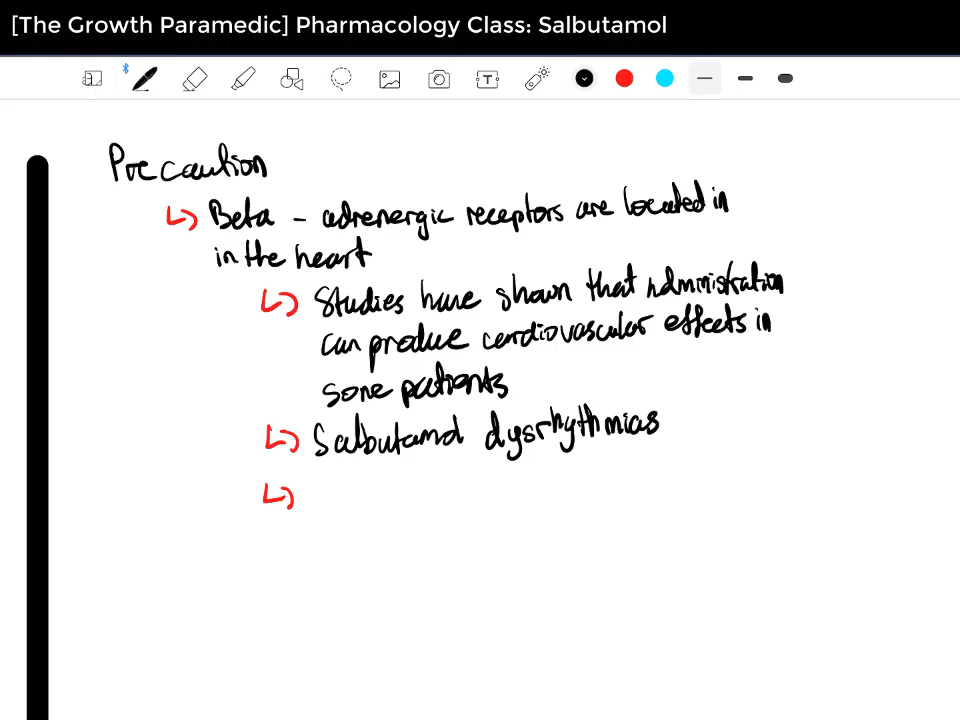 [The Growth Paramedic] Pharmacology Class: Salbutamol
T
Precaution
↳ Beta - adrenergic receptors are located in
in the heart
↳ Studies have shown that administration
can produce cardiovascular effects in
some patients
↳ Salbutamol dysrhythmias
↳